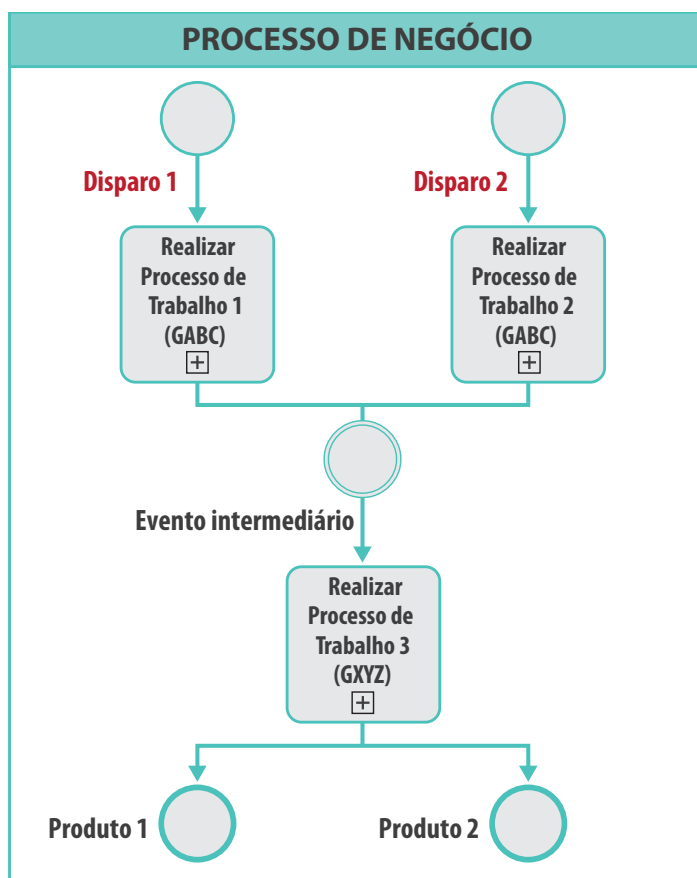 PROCESSO DE NEGÓCIO
Disparo 1
Disparo 2
Realizar
Processo de
Trabalho 1
(GABC)
Realizar
Processo de
Trabalho 2
(GABC)
Evento intermediário
Realizar
Processo de
Trabalho 3
(GXYZ)
Produto 1
Produto 2